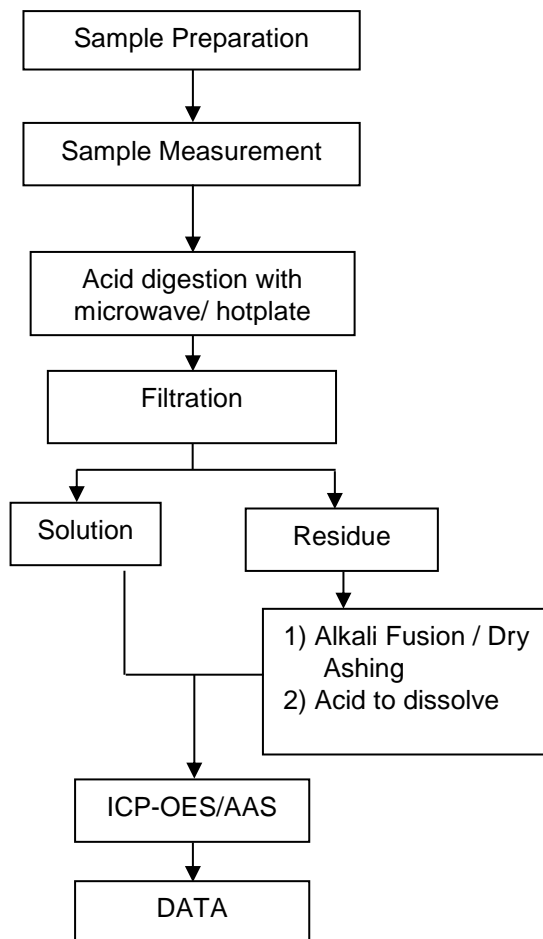 Sample Preparation
Sample Measurement
Acid digestion with
microwave/ hotplate
Filtration
Solution
Residue
1) Alkali Fusion / Dry
Ashing
2) Acid to dissolve
ICP-OES/AAS
DATA